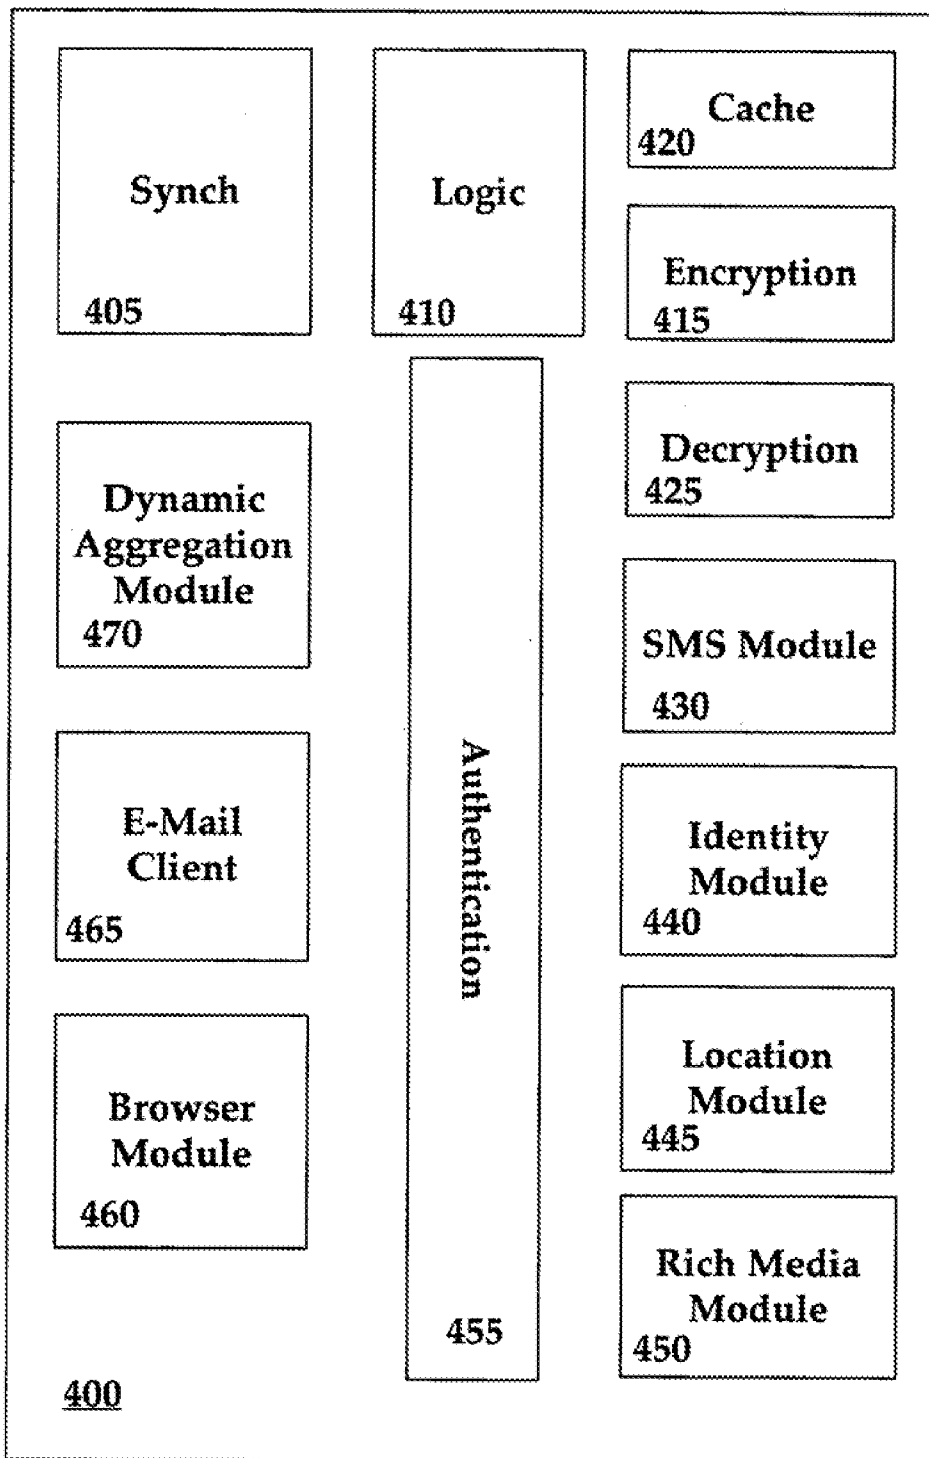 Synch
405
Logic
410
Cache
420
Encryption
415
Decryption
425
Dynamic
Aggregation
Module
470
SMS Module
430
Authentication
455
E-Mail
Client
465
Identity
Module
440
Browser
Module
460
Location
Module
445
Rich Media
Module
450
400